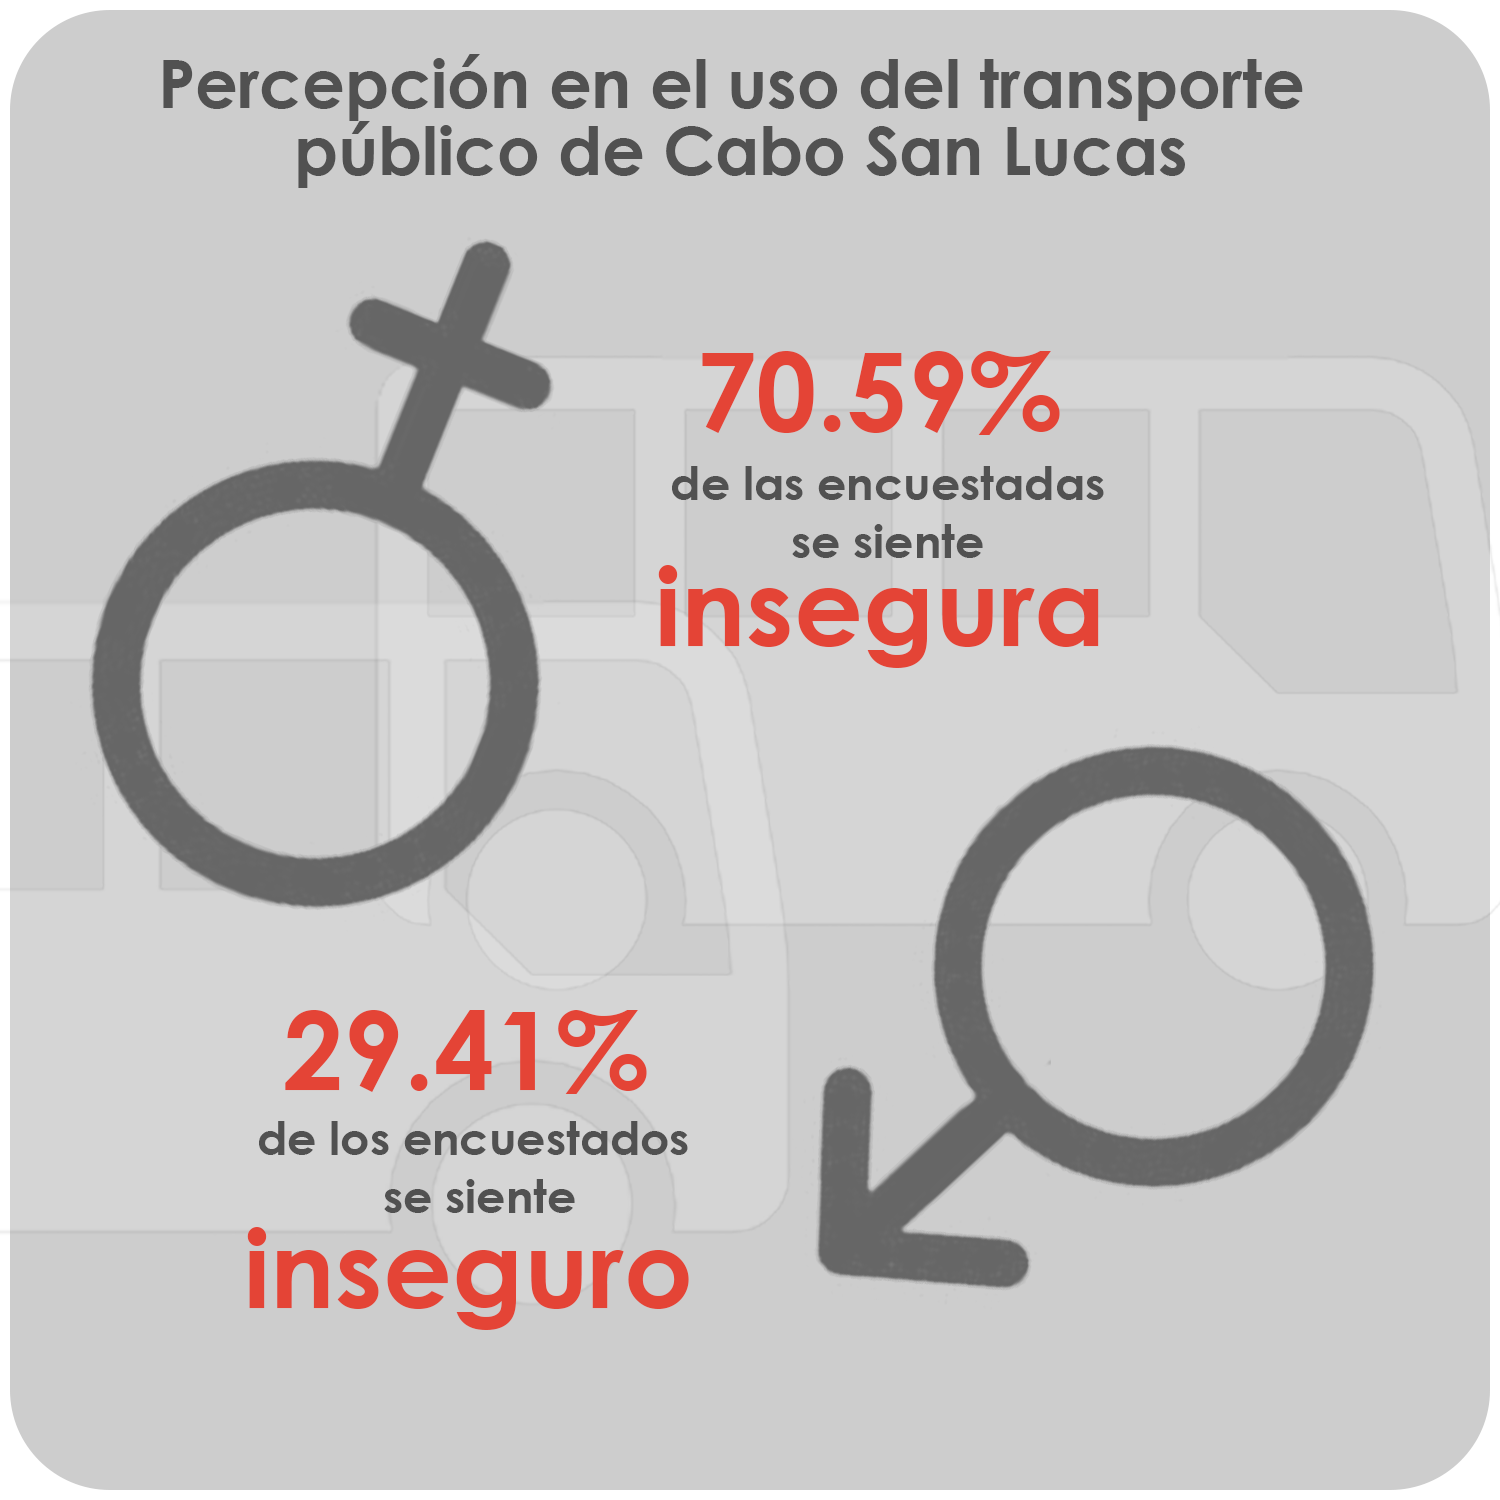 Percepción en el uso del transporte
público de Cabo San Lucas
70.59%
de las encuestadas
se siente
insegura
29.41%
de los encuestados
se siente
inseguro